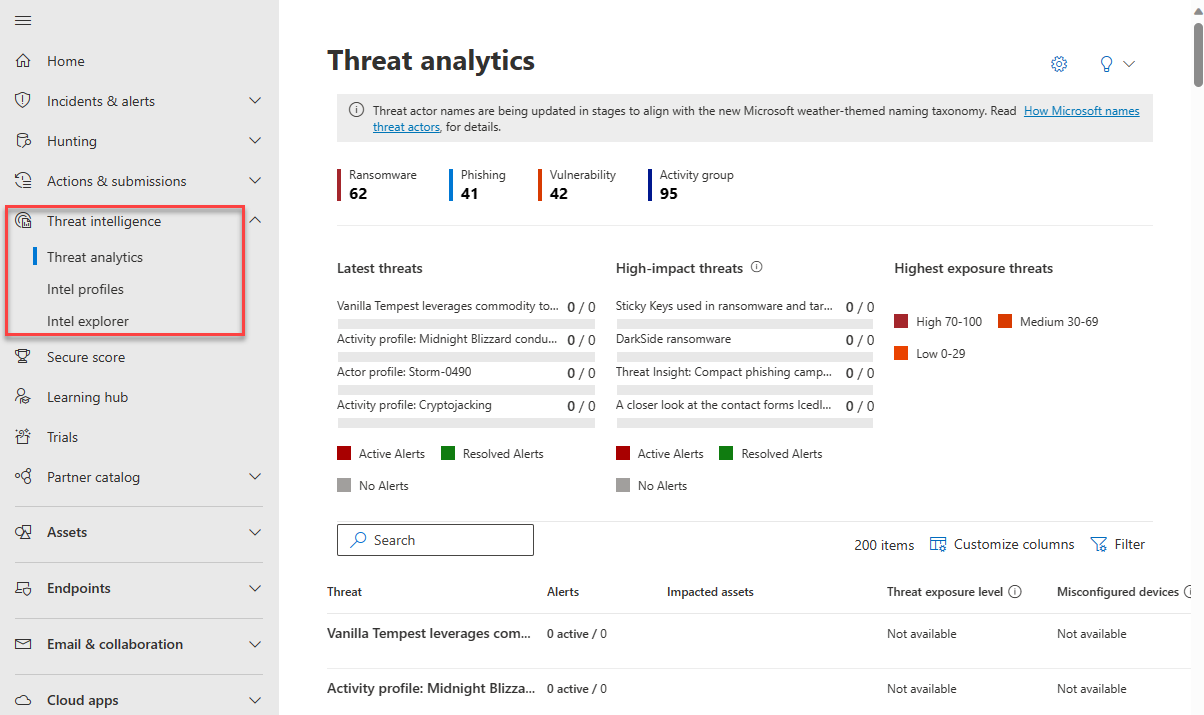 Home
Incidents & alerts
Hunting
Actions & submissions
Threat intelligence
Threat analytics
Intel profiles
Intel explorer
Secure score
Learning hub
Trials
Partner catalog
Assets
Endpoints
Email & collaboration
Cloud apps
Threat analytics
Threat actor names are being updated in stages to align with the new Microsoft weather-themed naming taxonomy. Read How Microsoft names
threat actors, for details.
Ransomware Phishing Vulnerability Activity group
62 41 42 95
Latest threats
Vanilla Tempest leverages commodity to... 0 / 0
Activity profile: Midnight Blizzard condu... 0 / 0
Actor profile: Storm-0490 0 / 0
Activity profile: Cryptojacking 0 / 0
Active Alerts Resolved Alerts
No Alerts
High-impact threats
Sticky Keys used in ransomware and tar... 0 / 0
DarkSide ransomware 0 / 0
Threat Insight: Compact phishing camp... 0 / 0
A closer look at the contact forms Icedl... 0 / 0
Active Alerts Resolved Alerts
No Alerts
Highest exposure threats
High 70-100 Medium 30-69
Low 0-29
Search 200 items Customize columns Filter
Threat Alerts Impacted assets Threat exposure level Misconfigured devices
Vanilla Tempest leverages com... 0 active / 0 Not available Not available
Activity profile: Midnight Blizza... 0 active / 0 Not available Not available